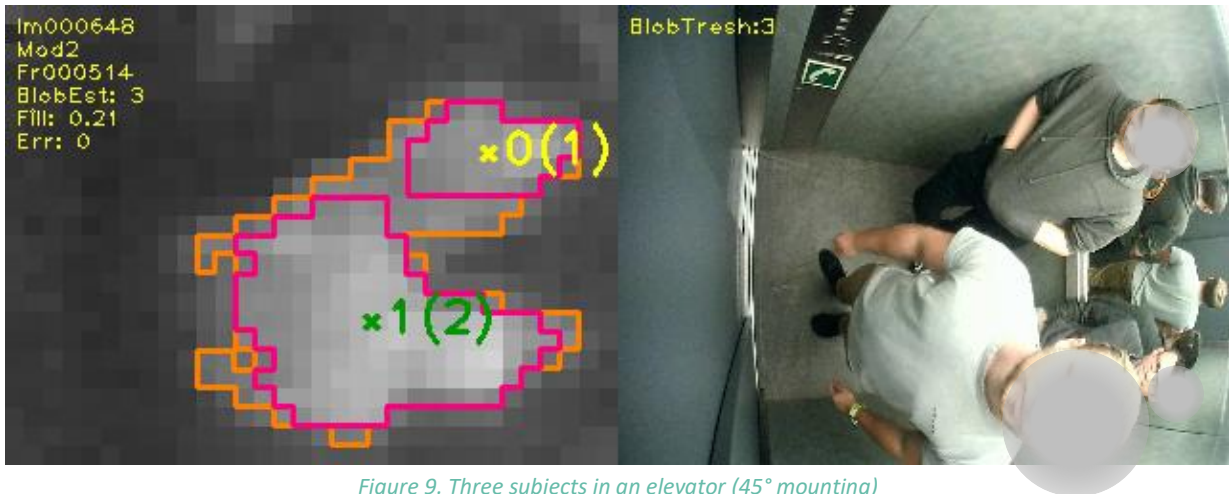 Im000648
Mod2
Fr000514
BlobEst: 3
Fill: 0.21
Err: 0
BlobTresh:3
×0(1)
×1(2)
Figure 9. Three subjects in an elevator (45° mounting)